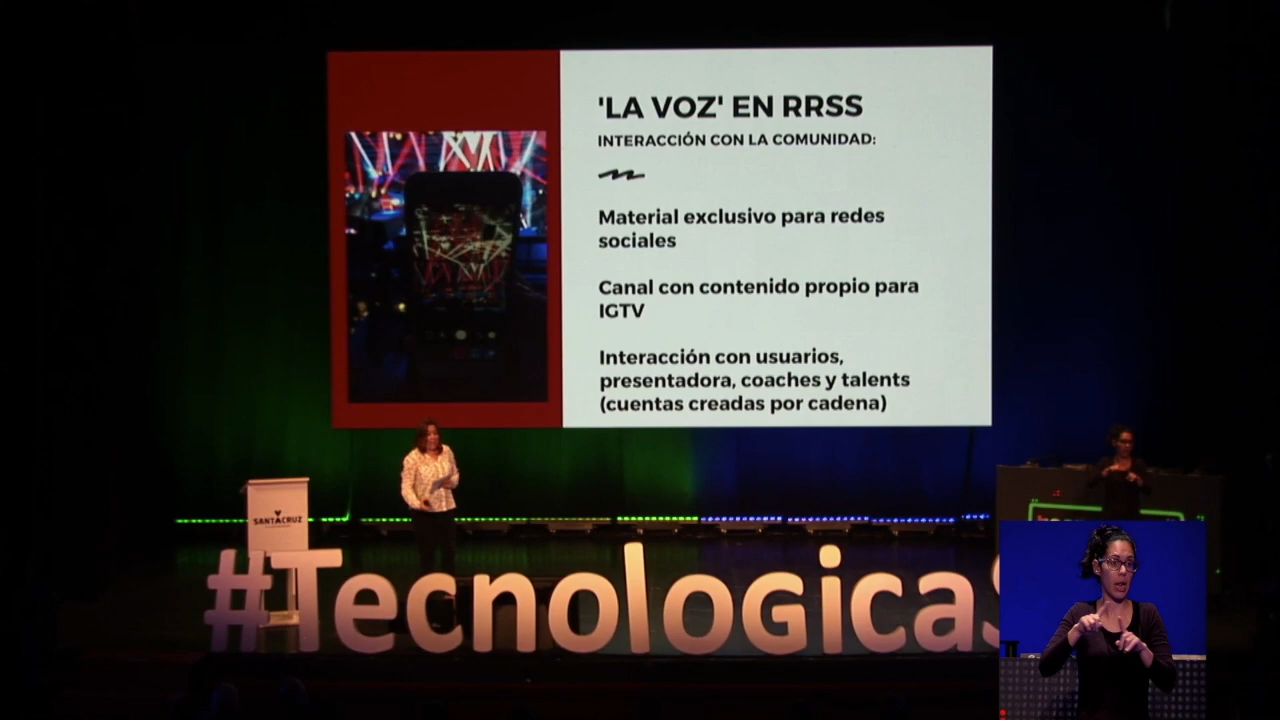 'LA VOZ' EN RRSS
INTERACCIÓN CON LA COMUNIDAD:
Material exclusivo para redes
sociales
Canal con contenido propio para
IGTV
Interacción con usuarios,
presentadora, coaches y talents
(cuentas creadas por cadena)
SANTACRUZ
#TecnologicaS